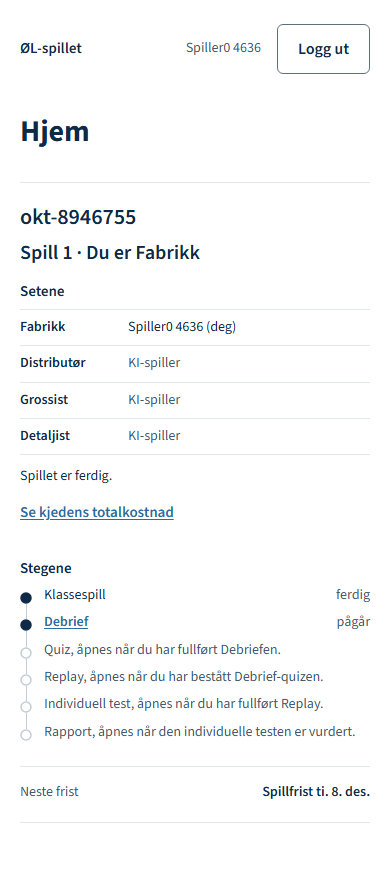 ØL-spillet
Spiller0 4636
Logg ut
Hjem
okt-8946755
Spill 1 · Du er Fabrikk
Setene
Fabrikk Spiller0 4636 (deg)
Distributør KI-spiller
Grossist KI-spiller
Detaljist KI-spiller
Spillet er ferdig.
Se kjedens totalkostnad
Stegene
Klassespill ferdig
Debrief pågår
Quiz, åpnes når du har fullført Debriefen.
Replay, åpnes når du har bestått Debrief-quizen.
Individuell test, åpnes når du har fullført Replay.
Rapport, åpnes når den individuelle testen er vurdert.
Neste frist Spillfrist ti. 8. des.